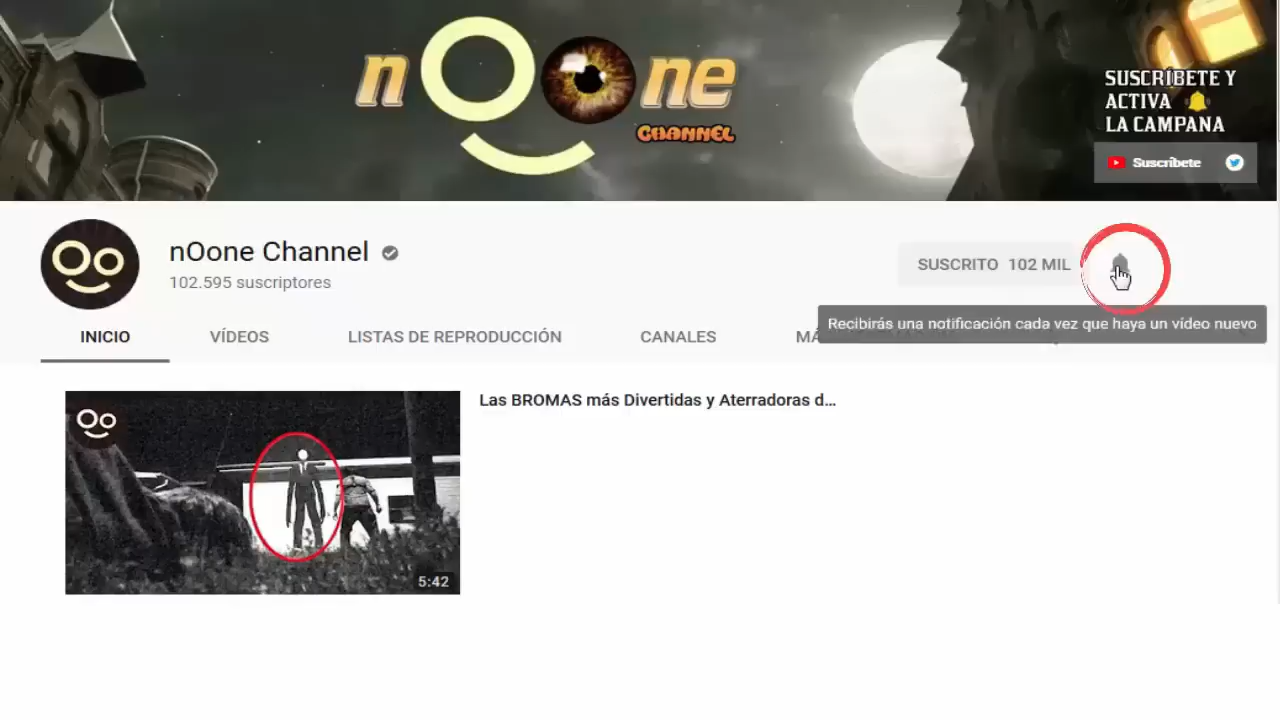 nOone
CHANNEL
SUSCRÍBETE Y
ACTIVA
LA CAMPANA
Suscríbete
nOone Channel
102.595 suscriptores
SUSCRITO 102 MIL
Recibirás una notificación cada vez que haya un vídeo nuevo
INICIO VÍDEOS LISTAS DE REPRODUCCIÓN CANALES
Las BROMAS más Divertidas y Aterradoras d...
5:42